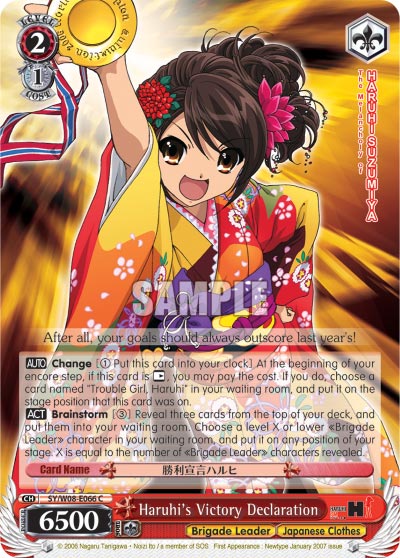 LEVEL
2
1
COST
The Melancholy of
HARUHI SUZUMIYA
SAMPLE
After all, your goals should always outscore last year's!
AUTO Change [① Put this card into your clock] At the beginning of your
encore step, if this card is , you may pay the cost. If you do, choose a
card named "Trouble Girl, Haruhi" in your waiting room, and put it on the
stage position that this card was on.
ACT Brainstorm [③] Reveal three cards from the top of your deck, and
put them into your waiting room. Choose a level X or lower «Brigade
Leader» character in your waiting room, and put it on any position of your
stage. X is equal to the number of «Brigade Leader» characters revealed.
Card Name 勝利宣言ハルヒ
CH SY/W08-E066 C
Haruhi's Victory Declaration
POWER
6500
Brigade Leader
Japanese Clothes
© 2006 Nagaru Tanigawa • Noizi Ito / a member of SOS First Appearance : Newtype January 2007 issue